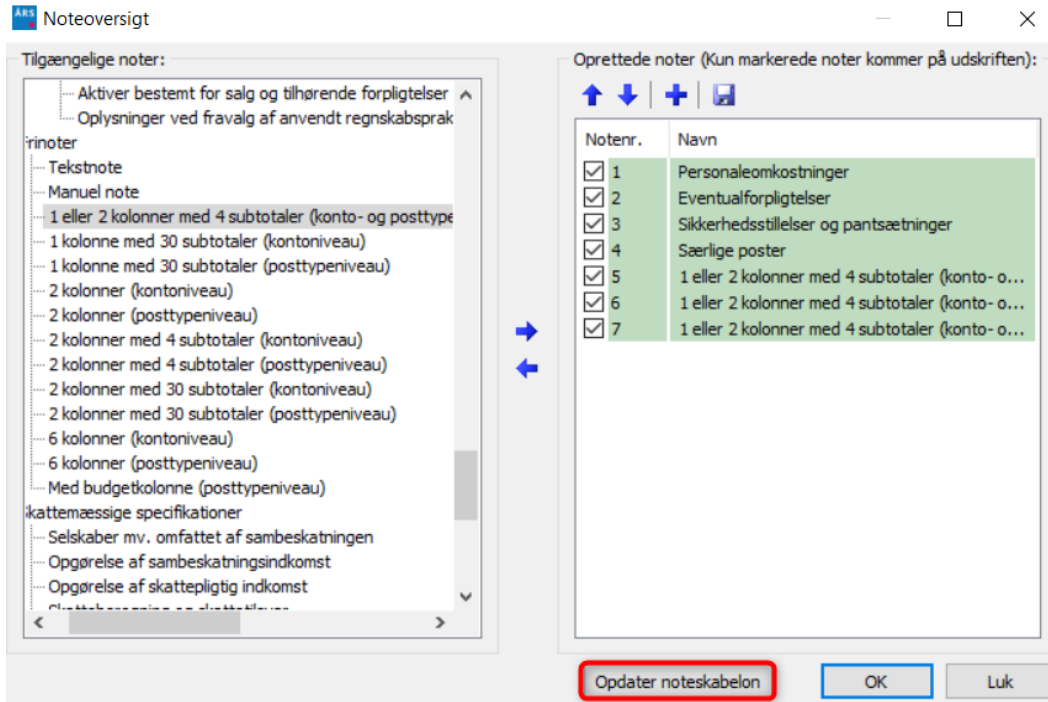 ÅRS Noteoversigt
Tilgængelige noter:
Aktiver bestemt for salg og tilhørende forpligtelser
Oplysninger ved fravalg af anvendt regnskabsprak
rinoter
Tekstnote
Manuel note
1 eller 2 kolonner med 4 subtotaler (konto- og posttype
1 kolonne med 30 subtotaler (kontoniveau)
1 kolonne med 30 subtotaler (posttypeniveau)
2 kolonner (kontoniveau)
2 kolonner (posttypeniveau)
2 kolonner med 4 subtotaler (kontoniveau)
2 kolonner med 4 subtotaler (posttypeniveau)
2 kolonner med 30 subtotaler (kontoniveau)
2 kolonner med 30 subtotaler (posttypeniveau)
6 kolonner (kontoniveau)
6 kolonner (posttypeniveau)
Med budgetkolonne (posttypeniveau)
kattemæssige specifikationer
Selskaber mv. omfattet af sambeskatningen
Opgørelse af sambeskatningsindkomst
Opgørelse af skattepligtig indkomst
Oprettede noter (Kun markerede noter kommer på udskriften):
Notenr. Navn
1 Personaleomkostninger
2 Eventualforpligtelser
3 Sikkerhedsstillelser og pantsætninger
4 Særlige poster
5 1 eller 2 kolonner med 4 subtotaler (konto- o...
6 1 eller 2 kolonner med 4 subtotaler (konto- o...
7 1 eller 2 kolonner med 4 subtotaler (konto- o...
Opdater noteskabelon OK Luk